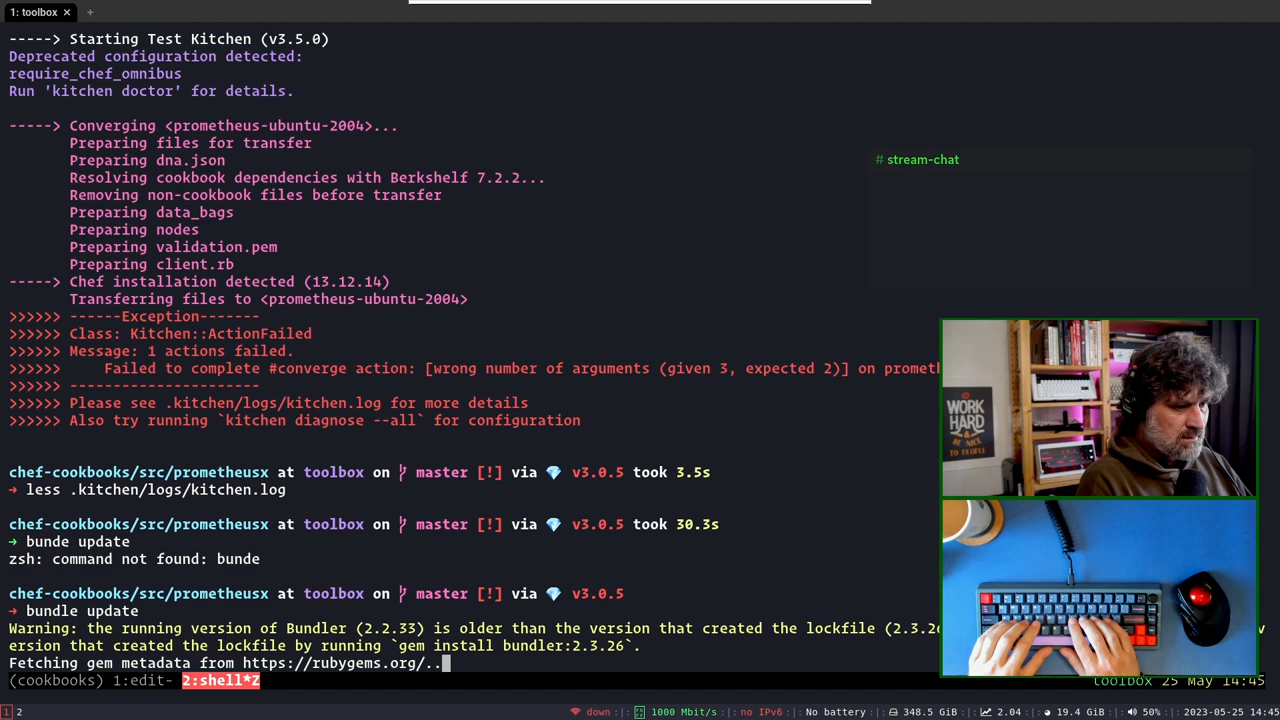 1: toolbox ✕ +
-----> Starting Test Kitchen (v3.5.0)
Deprecated configuration detected:
require_chef_omnibus
Run 'kitchen doctor' for details.
-----> Converging <prometheus-ubuntu-2004>...
Preparing files for transfer
Preparing dna.json
Resolving cookbook dependencies with Berkshelf 7.2.2...
Removing non-cookbook files before transfer
Preparing data_bags
Preparing nodes
Preparing validation.pem
Preparing client.rb
-----> Chef installation detected (13.12.14)
Transferring files to <prometheus-ubuntu-2004>
>>>>>> ------Exception-------
>>>>>> Class: Kitchen::ActionFailed
>>>>>> Message: 1 actions failed.
>>>>>> Failed to complete #converge action: [wrong number of arguments (given 3, expected 2)] on prometh
>>>>>> ----------------------
>>>>>> Please see .kitchen/logs/kitchen.log for more details
>>>>>> Also try running `kitchen diagnose --all` for configuration
chef-cookbooks/src/prometheusx at toolbox on master [!] via 💎 v3.0.5 took 3.5s
➜ less .kitchen/logs/kitchen.log
chef-cookbooks/src/prometheusx at toolbox on master [!] via 💎 v3.0.5 took 30.3s
➜ bunde update
zsh: command not found: bunde
chef-cookbooks/src/prometheusx at toolbox on master [!] via 💎 v3.0.5
➜ bundle update
Warning: the running version of Bundler (2.2.33) is older than the version that created the lockfile (2.3.26 v
ersion that created the lockfile by running `gem install bundler:2.3.26`.
Fetching gem metadata from https://rubygems.org/..
# stream-chat
WORK
HARD
& BE NICE
TO PEOPLE
(cookbooks) 1:edit- 2:shell*Z toolbox 25 May 14:45
1 2 down :|: 1000 Mbit/s :|: no IPv6 :|: No battery :|: 348.5 GiB :|: 2.04 :|: 19.4 GiB :|: 50% :|: 2023-05-25 14:45